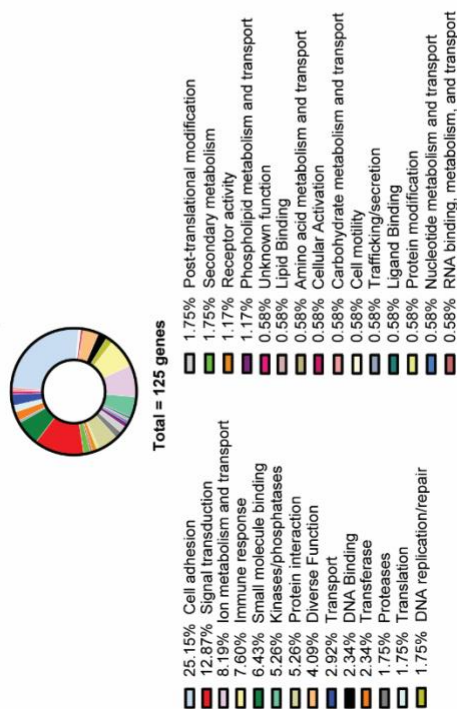 Total = 125 genes
25.15% Cell adhesion
12.87% Signal transduction
8.19% Ion metabolism and transport
7.60% Immune response
6.43% Small molecule binding
5.26% Kinases/phosphatases
5.26% Protein interaction
4.09% Diverse Function
2.92% Transport
2.34% DNA Binding
2.34% Transferase
1.75% Proteases
1.75% Translation
1.75% DNA replication/repair
1.75% Post-translational modification
1.75% Secondary metabolism
1.17% Receptor activity
1.17% Phospholipid metabolism and transport
0.58% Unknown function
0.58% Lipid Binding
0.58% Amino acid metabolism and transport
0.58% Cellular Activation
0.58% Carbohydrate metabolism and transport
0.58% Cell motility
0.58% Trafficking/secretion
0.58% Ligand Binding
0.58% Protein modification
0.58% Nucleotide metabolism and transport
0.58% RNA binding, metabolism, and transport